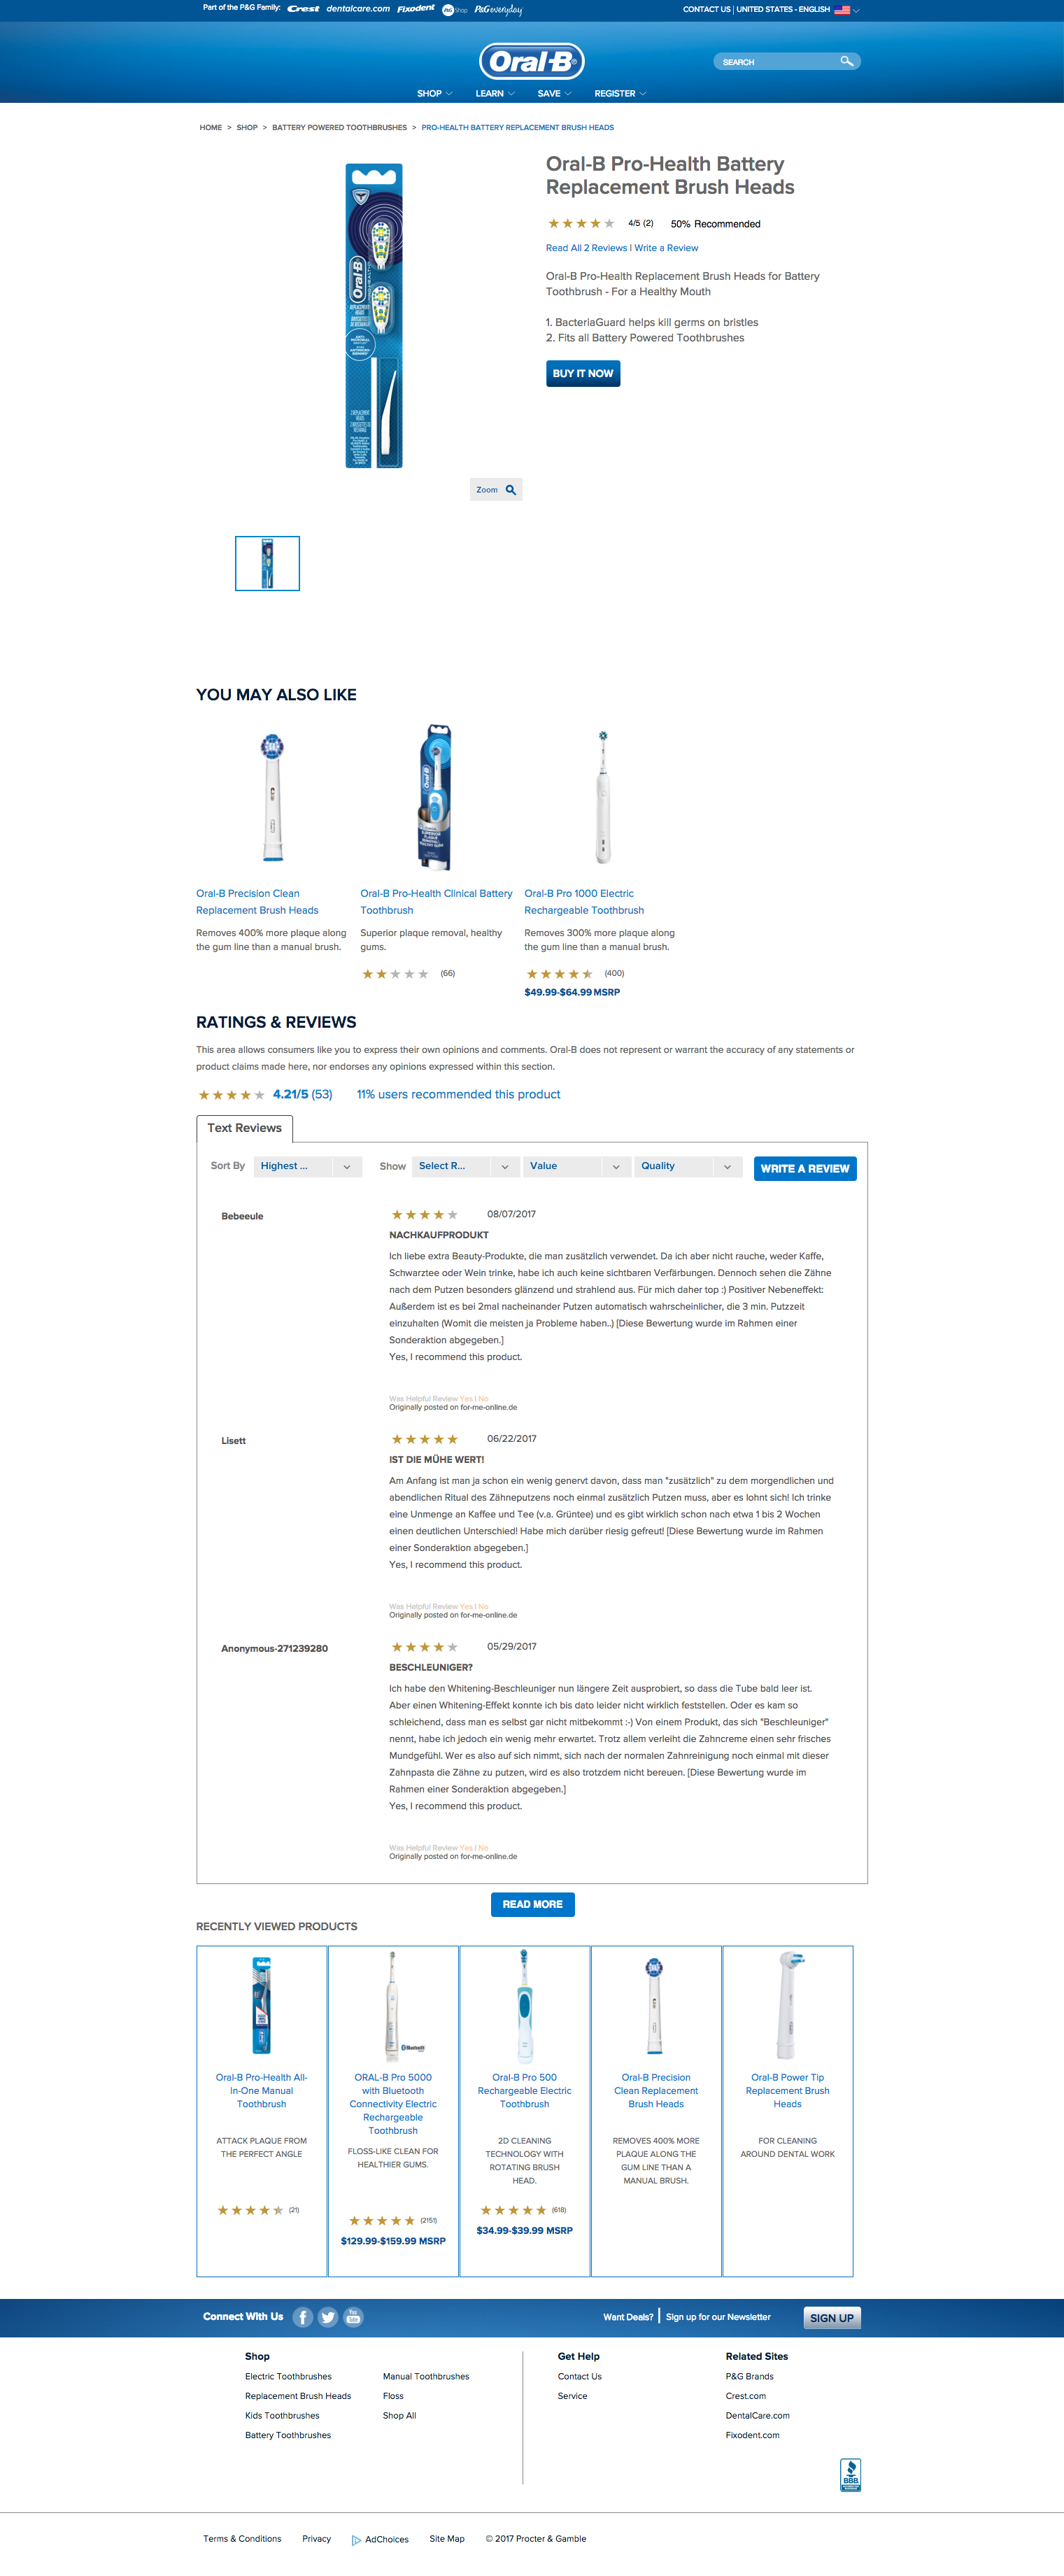 Part of the P&G Family: Crest dentalcare.com Fixodent P&G Shop P&G everyday
CONTACT US | UNITED STATES - ENGLISH
Oral-B
SEARCH
SHOP LEARN SAVE REGISTER
HOME > SHOP > BATTERY POWERED TOOTHBRUSHES > PRO-HEALTH BATTERY REPLACEMENT BRUSH HEADS
Oral-B
Oral-B Pro-Health Battery
Replacement Brush Heads
4/5 (2) 50% Recommended
Read All 2 Reviews | Write a Review
Oral-B Pro-Health Replacement Brush Heads for Battery
Toothbrush - For a Healthy Mouth
1. BacteriaGuard helps kill germs on bristles
2. Fits all Battery Powered Toothbrushes
BUY IT NOW
Zoom
YOU MAY ALSO LIKE
Oral-B
Oral-B Precision Clean
Replacement Brush Heads
Removes 400% more plaque along
the gum line than a manual brush.
Oral-B Pro-Health Clinical Battery
Toothbrush
Superior plaque removal, healthy
gums.
(66)
Oral-B Pro 1000 Electric
Rechargeable Toothbrush
Removes 300% more plaque along
the gum line than a manual brush.
(400)
$49.99-$64.99 MSRP
RATINGS & REVIEWS
This area allows consumers like you to express their own opinions and comments. Oral-B does not represent or warrant the accuracy of any statements or
product claims made here, nor endorses any opinions expressed within this section.
4.21/5 (53) 11% users recommended this product
Text Reviews
Sort By Highest ... Show Select R... Value Quality WRITE A REVIEW
Bebeeule
08/07/2017
NACHKAUFPRODUKT
Ich liebe extra Beauty-Produkte, die man zusätzlich verwendet. Da ich aber nicht rauche, weder Kaffe,
Schwarztee oder Wein trinke, habe ich auch keine sichtbaren Verfärbungen. Dennoch sehen die Zähne
nach dem Putzen besonders glänzend und strahlend aus. Für mich daher top :) Positiver Nebeneffekt:
Außerdem ist es bei 2mal nacheinander Putzen automatisch wahrscheinlicher, die 3 min. Putzzeit
einzuhalten (Womit die meisten ja Probleme haben..) [Diese Bewertung wurde im Rahmen einer
Sonderaktion abgegeben.]
Yes, I recommend this product.
Was Helpful Review Yes | No
Originally posted on for-me-online.de
Lisett
06/22/2017
IST DIE MÜHE WERT!
Am Anfang ist man ja schon ein wenig genervt davon, dass man "zusätzlich" zu dem morgendlichen und
abendlichen Ritual des Zähneputzens noch einmal zusätzlich Putzen muss, aber es lohnt sich! Ich trinke
eine Unmenge an Kaffee und Tee (v.a. Grüntee) und es gibt wirklich schon nach etwa 1 bis 2 Wochen
einen deutlichen Unterschied! Habe mich darüber riesig gefreut! [Diese Bewertung wurde im Rahmen
einer Sonderaktion abgegeben.]
Yes, I recommend this product.
Was Helpful Review Yes | No
Originally posted on for-me-online.de
Anonymous-271239280
05/29/2017
BESCHLEUNIGER?
Ich habe den Whitening-Beschleuniger nun längere Zeit ausprobiert, so dass die Tube bald leer ist.
Aber einen Whitening-Effekt konnte ich bis dato leider nicht wirklich feststellen. Oder es kam so
schleichend, dass man es selbst gar nicht mitbekommt :-) Von einem Produkt, das sich "Beschleuniger"
nennt, habe ich jedoch ein wenig mehr erwartet. Trotz allem verleiht die Zahncreme einen sehr frisches
Mundgefühl. Wer es also auf sich nimmt, sich nach der normalen Zahnreinigung noch einmal mit dieser
Zahnpasta die Zähne zu putzen, wird es also trotzdem nicht bereuen. [Diese Bewertung wurde im
Rahmen einer Sonderaktion abgegeben.]
Yes, I recommend this product.
Was Helpful Review Yes | No
Originally posted on for-me-online.de
READ MORE
RECENTLY VIEWED PRODUCTS
Bluetooth
Oral-B Pro-Health All-
In-One Manual
Toothbrush
ATTACK PLAQUE FROM
THE PERFECT ANGLE
(21)
ORAL-B Pro 5000
with Bluetooth
Connectivity Electric
Rechargeable
Toothbrush
FLOSS-LIKE CLEAN FOR
HEALTHIER GUMS.
(2151)
$129.99-$159.99 MSRP
Oral-B Pro 500
Rechargeable Electric
Toothbrush
2D CLEANING
TECHNOLOGY WITH
ROTATING BRUSH
HEAD.
(618)
$34.99-$39.99 MSRP
Oral-B Precision
Clean Replacement
Brush Heads
REMOVES 400% MORE
PLAQUE ALONG THE
GUM LINE THAN A
MANUAL BRUSH.
Oral-B Power Tip
Replacement Brush
Heads
FOR CLEANING
AROUND DENTAL WORK
Connect With Us
Want Deals? | Sign up for our Newsletter SIGN UP
Shop
Electric Toothbrushes
Replacement Brush Heads
Kids Toothbrushes
Battery Toothbrushes
Manual Toothbrushes
Floss
Shop All
Get Help
Contact Us
Service
Related Sites
P&G Brands
Crest.com
DentalCare.com
Fixodent.com
BBB
Terms & Conditions Privacy AdChoices Site Map © 2017 Procter & Gamble